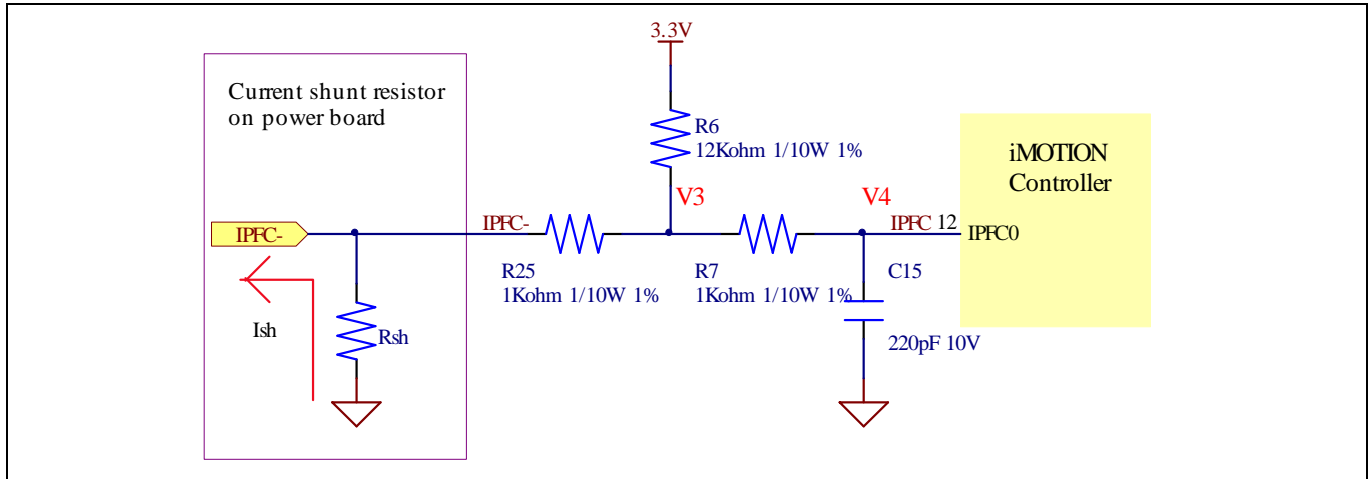 3.3V
Current shunt resistor
on power board
R6
12Kohm 1/10W 1%
iMOTION
Controller
V3
V4
IPFC-
IPFC-
IPFC 12
IPFC0
R25
1Kohm 1/10W 1%
R7
1Kohm 1/10W 1%
C15
220pF 10V
Ish
Rsh